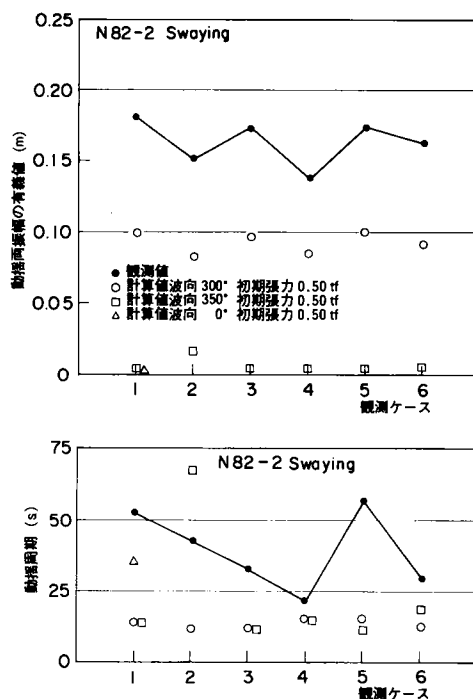 N82-2 Swaying
0.25
0.20
0.15
0.10
0.05
0
動揺両振幅の有義値 (m)
● 観測値
○ 計算値波向 300° 初期張力 0.50 tf
□ 計算値波向 350° 初期張力 0.50 tf
△ 計算値波向 0° 初期張力 0.50 tf
1 2 3 4 5 6
観測ケース
N82-2 Swaying
75
50
25
0
動揺周期 (s)
1 2 3 4 5 6
観測ケース